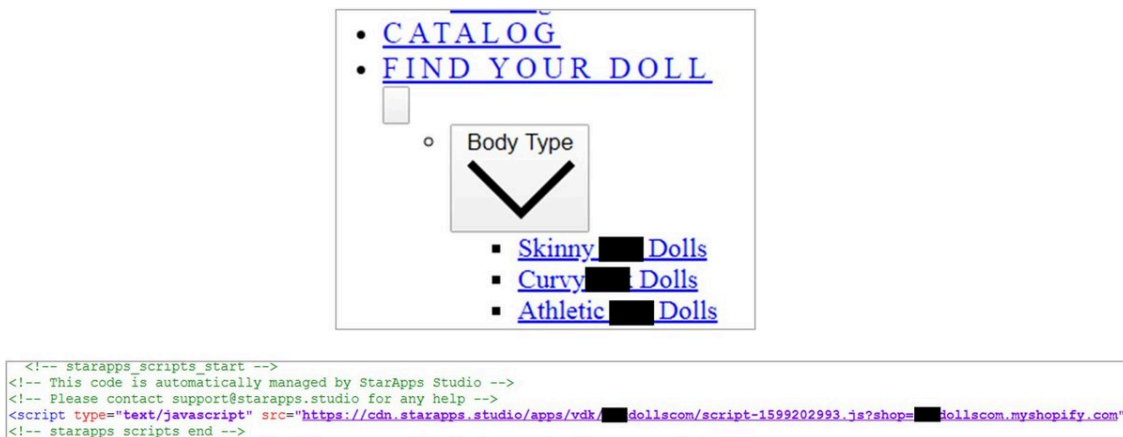 CATALOG
FIND YOUR DOLL
Body Type
Skinny Dolls
Curvy Dolls
Athletic Dolls
<!-- starapps_scripts_start -->
<!-- This code is automatically managed by StarApps Studio -->
<!-- Please contact support@starapps.studio for any help -->
<script type="text/javascript" src="https://cdn.starapps.studio/apps/vdk/ dollscom/script-1599202993.js?shop= dollscom.myshopify.com"
<!-- starapps scripts end -->